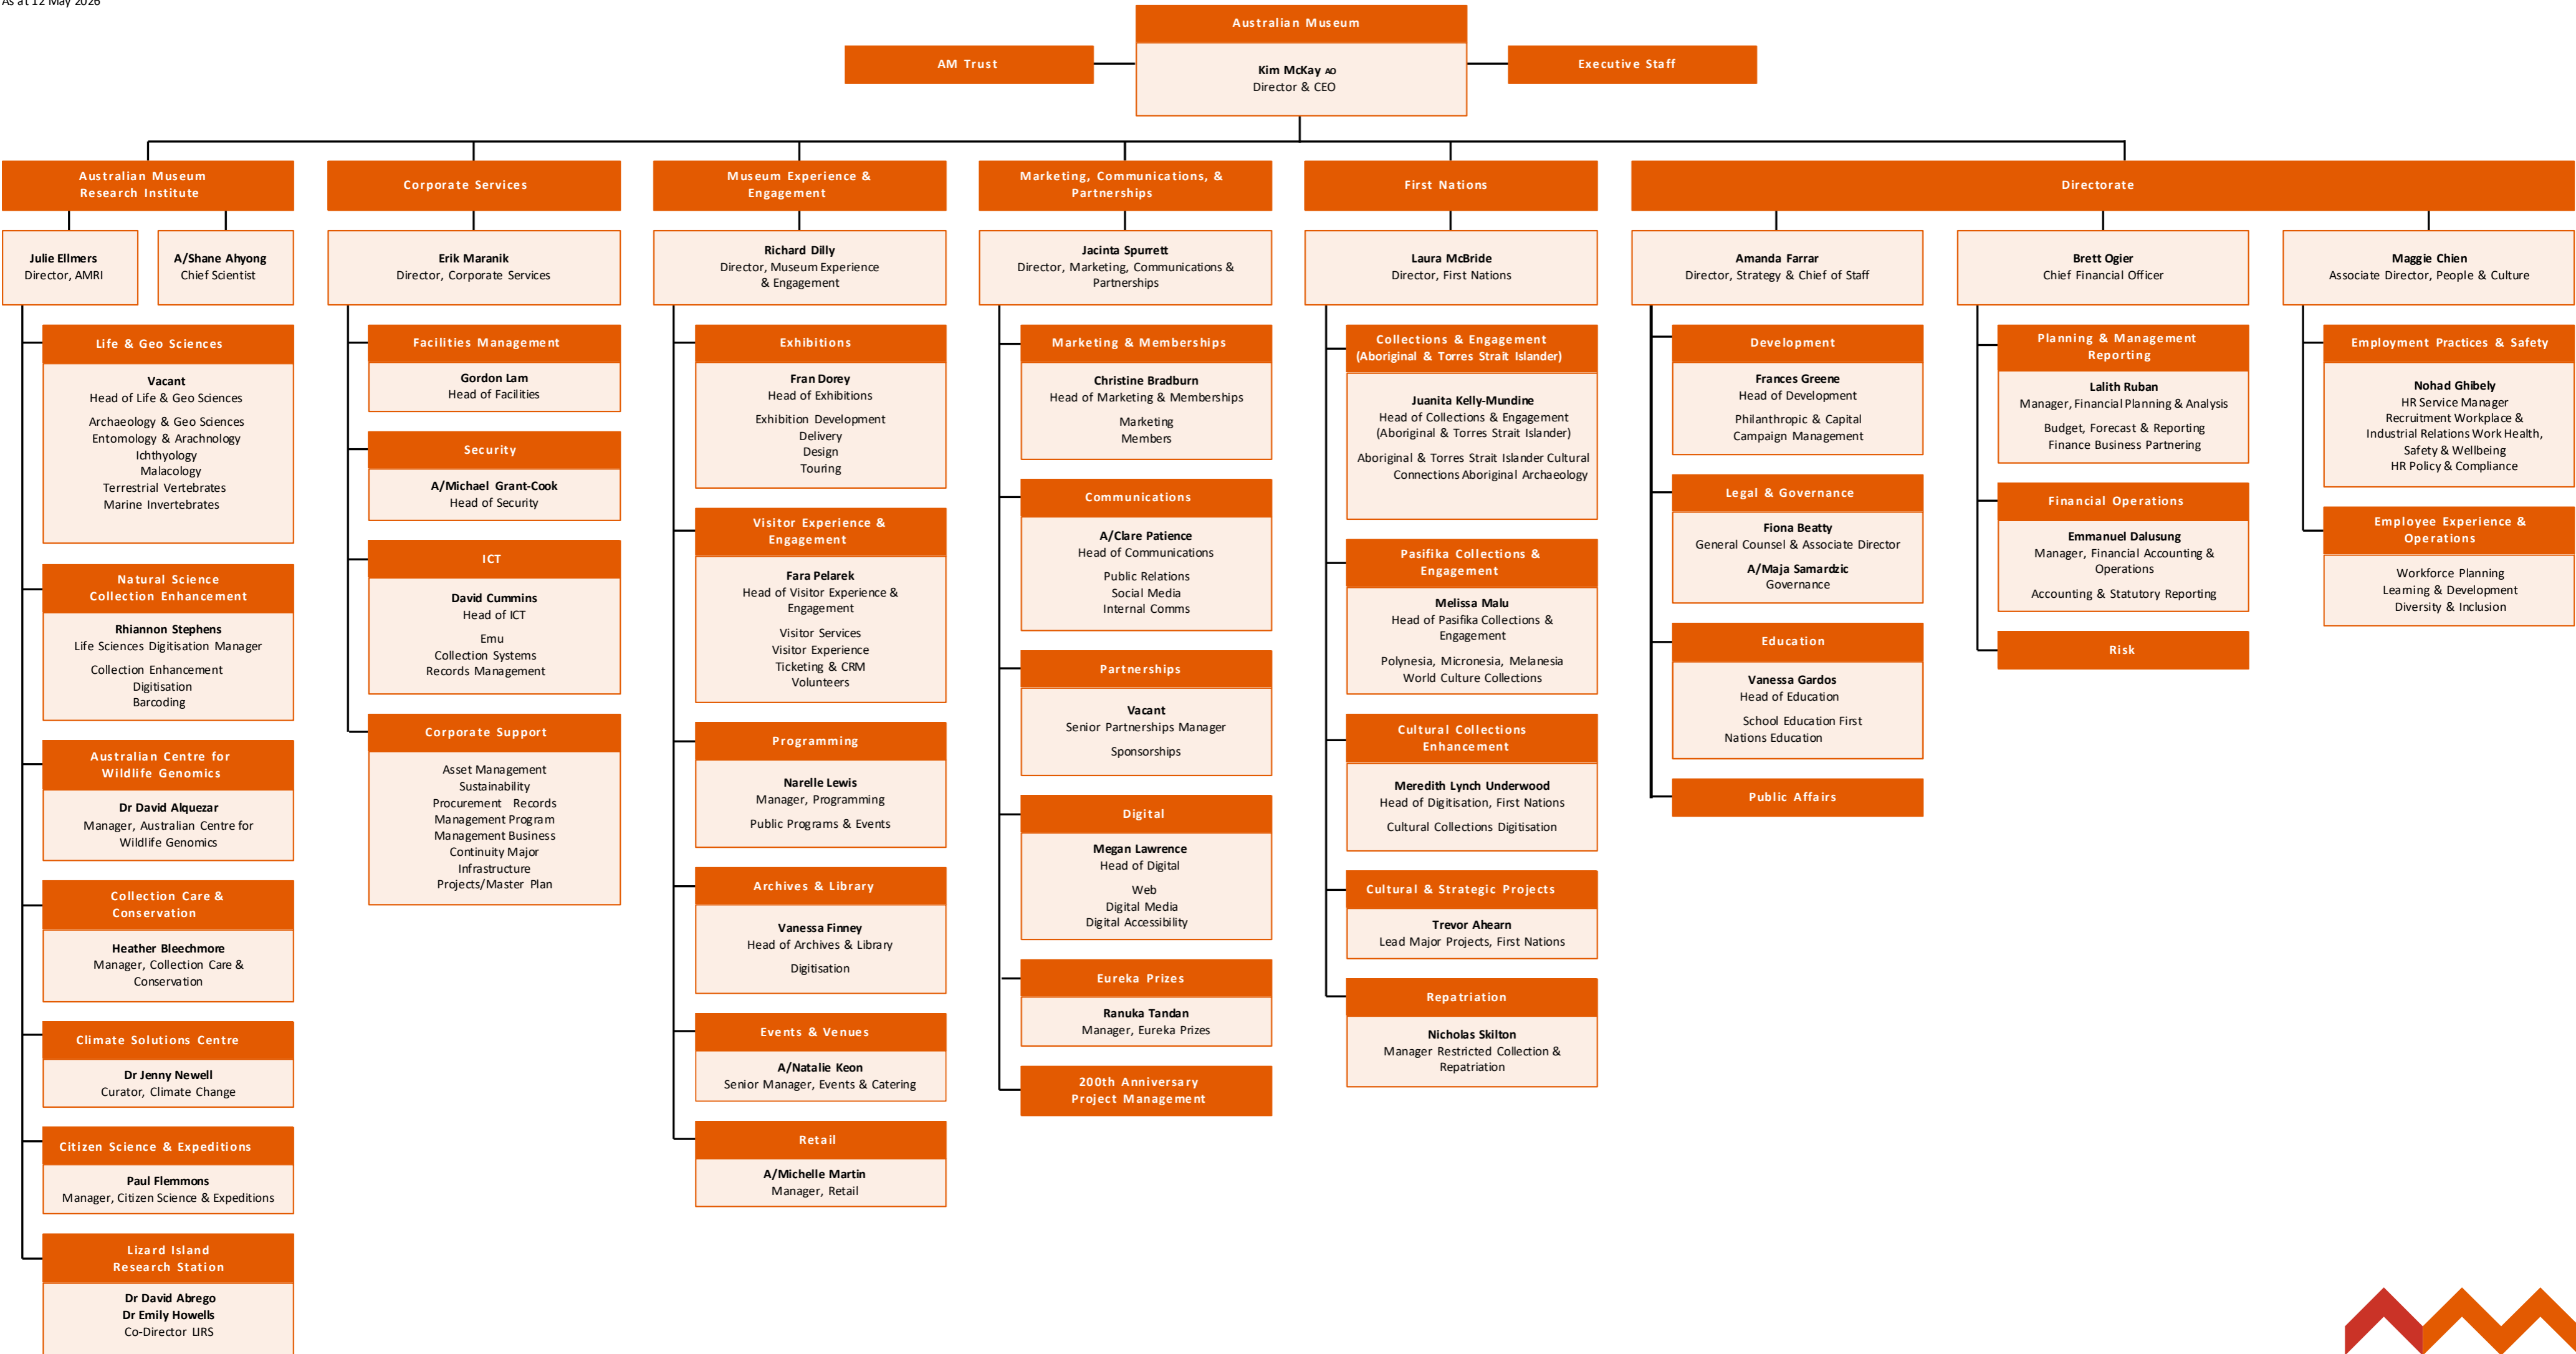 As at 12 May 2026
Australian Museum
Kim McKay AO
Director & CEO
AM Trust
Executive Staff
Australian Museum
Research Institute
Julie Ellmers
Director, AMRI
A/Shane Ahyong
Chief Scientist
Life & Geo Sciences
Vacant
Head of Life & Geo Sciences
Archaeology & Geo Sciences
Entomology & Arachnology
Ichthyology
Malacology
Terrestrial Vertebrates
Marine Invertebrates
Natural Science
Collection Enhancement
Rhiannon Stephens
Life Sciences Digitisation Manager
Collection Enhancement
Digitisation
Barcoding
Australian Centre for
Wildlife Genomics
Dr David Alquezar
Manager, Australian Centre for
Wildlife Genomics
Collection Care &
Conservation
Heather Bleechmore
Manager, Collection Care &
Conservation
Climate Solutions Centre
Dr Jenny Newell
Curator, Climate Change
Citizen Science & Expeditions
Paul Flemmons
Manager, Citizen Science & Expeditions
Lizard Island
Research Station
Dr David Abrego
Dr Emily Howells
Co-Director LIRS
Corporate Services
Erik Maranik
Director, Corporate Services
Facilities Management
Gordon Lam
Head of Facilities
Security
A/Michael Grant-Cook
Head of Security
ICT
David Cummins
Head of ICT
Emu
Collection Systems
Records Management
Corporate Support
Asset Management
Sustainability
Procurement Records
Management Program
Management Business
Continuity Major
Infrastructure
Projects/Master Plan
Museum Experience &
Engagement
Richard Dilly
Director, Museum Experience
& Engagement
Exhibitions
Fran Dorey
Head of Exhibitions
Exhibition Development
Delivery
Design
Touring
Visitor Experience &
Engagement
Fara Pelarek
Head of Visitor Experience &
Engagement
Visitor Services
Visitor Experience
Ticketing & CRM
Volunteers
Programming
Narelle Lewis
Manager, Programming
Public Programs & Events
Archives & Library
Vanessa Finney
Head of Archives & Library
Digitisation
Events & Venues
A/Natalie Keon
Senior Manager, Events & Catering
Retail
A/Michelle Martin
Manager, Retail
Marketing, Communications, &
Partnerships
Jacinta Spurrett
Director, Marketing, Communications &
Partnerships
Marketing & Memberships
Christine Bradburn
Head of Marketing & Memberships
Marketing
Members
Communications
A/Clare Patience
Head of Communications
Public Relations
Social Media
Internal Comms
Partnerships
Vacant
Senior Partnerships Manager
Sponsorships
Digital
Megan Lawrence
Head of Digital
Web
Digital Media
Digital Accessibility
Eureka Prizes
Ranuka Tandan
Manager, Eureka Prizes
200th Anniversary
Project Management
First Nations
Laura McBride
Director, First Nations
Collections & Engagement
(Aboriginal & Torres Strait Islander)
Juanita Kelly-Mundine
Head of Collections & Engagement
(Aboriginal & Torres Strait Islander)
Aboriginal & Torres Strait Islander Cultural
Connections Aboriginal Archaeology
Pasifika Collections &
Engagement
Melissa Malu
Head of Pasifika Collections &
Engagement
Polynesia, Micronesia, Melanesia
World Culture Collections
Cultural Collections
Enhancement
Meredith Lynch Underwood
Head of Digitisation, First Nations
Cultural Collections Digitisation
Cultural & Strategic Projects
Trevor Ahearn
Lead Major Projects, First Nations
Repatriation
Nicholas Skilton
Manager Restricted Collection &
Repatriation
Directorate
Amanda Farrar
Director, Strategy & Chief of Staff
Development
Frances Greene
Head of Development
Philanthropic & Capital
Campaign Management
Legal & Governance
Fiona Beatty
General Counsel & Associate Director
A/Maja Samardzic
Governance
Education
Vanessa Gardos
Head of Education
School Education First
Nations Education
Public Affairs
Brett Ogier
Chief Financial Officer
Planning & Management
Reporting
Lalith Ruban
Manager, Financial Planning & Analysis
Budget, Forecast & Reporting
Finance Business Partnering
Financial Operations
Emmanuel Dalusung
Manager, Financial Accounting &
Operations
Accounting & Statutory Reporting
Risk
Maggie Chien
Associate Director, People & Culture
Employment Practices & Safety
Nohad Ghibely
HR Service Manager
Recruitment Workplace &
Industrial Relations Work Health,
Safety & Wellbeing
HR Policy & Compliance
Employee Experience &
Operations
Workforce Planning
Learning & Development
Diversity & Inclusion